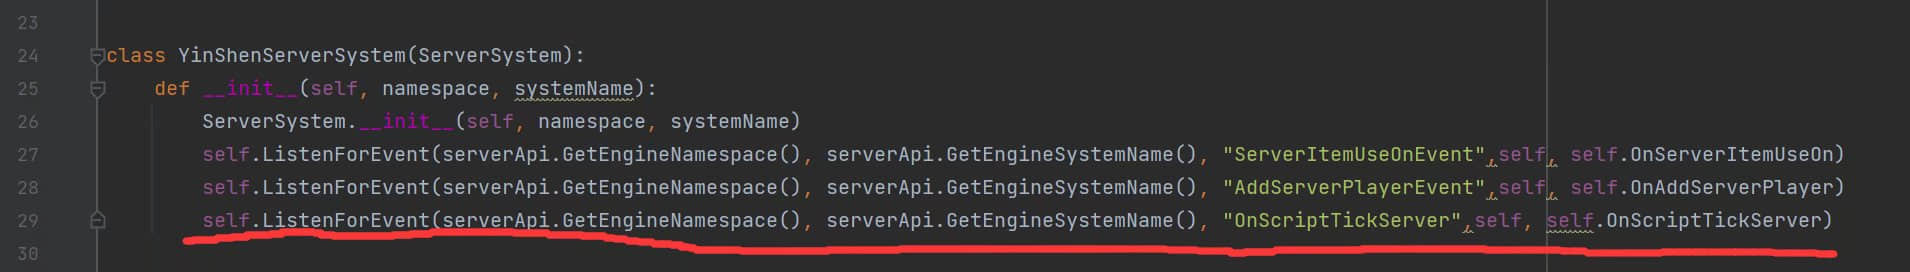 23
24 class YinShenServerSystem(ServerSystem):
25 def __init__(self, namespace, systemName):
26 ServerSystem.__init__(self, namespace, systemName)
27 self.ListenForEvent(serverApi.GetEngineNamespace(), serverApi.GetEngineSystemName(), "ServerItemUseOnEvent",self, self.OnServerItemUseOn)
28 self.ListenForEvent(serverApi.GetEngineNamespace(), serverApi.GetEngineSystemName(), "AddServerPlayerEvent",self, self.OnAddServerPlayer)
29 self.ListenForEvent(serverApi.GetEngineNamespace(), serverApi.GetEngineSystemName(), "OnScriptTickServer",self, self.OnScriptTickServer)
30